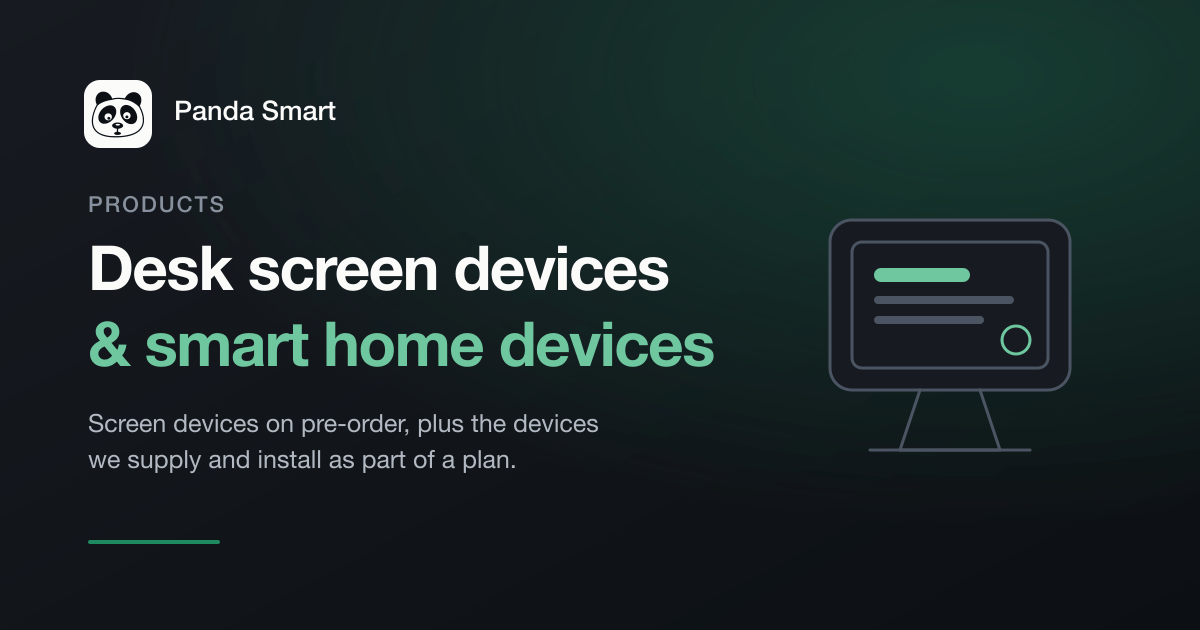 Panda Smart
PRODUCTS
Desk screen devices
& smart home devices
Screen devices on pre-order, plus the devices
we supply and install as part of a plan.